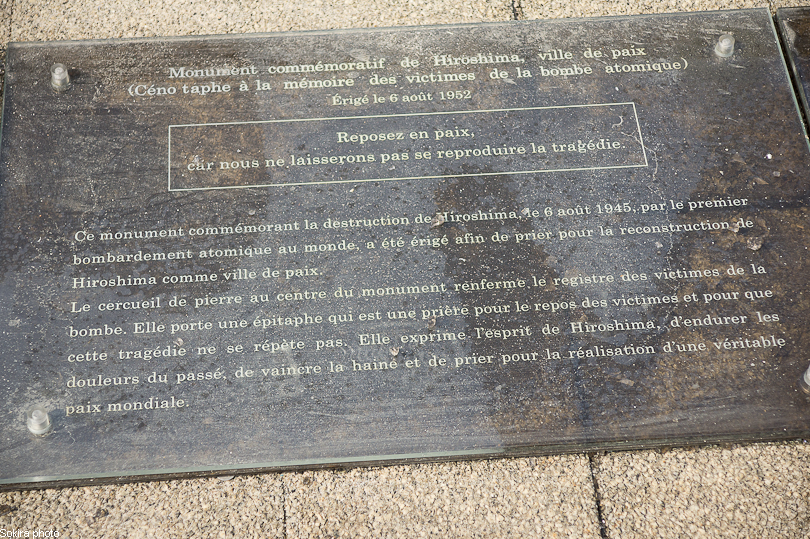 Monument commémoratif de Hiroshima, ville de paix
(Céno taphe à la mémoire des victimes de la bombe atomique)
Érigé le 6 août 1952
Reposez en paix,
car nous ne laisserons pas se reproduire la tragédie.
Ce monument commémorant la destruction de Hiroshima, le 6 août 1945, par le premier
bombardement atomique au monde, a été érigé afin de prier pour la reconstruction de
Hiroshima comme ville de paix.
Le cercueil de pierre au centre du monument renferme le registre des victimes de la
bombe. Elle porte une épitaphe qui est une prière pour le repos des victimes et pour que
cette tragédie ne se répète pas. Elle exprime l'esprit de Hiroshima, d'endurer les
douleurs du passé, de vaincre la haine et de prier pour la réalisation d'une véritable
paix mondiale.
Sokira photo